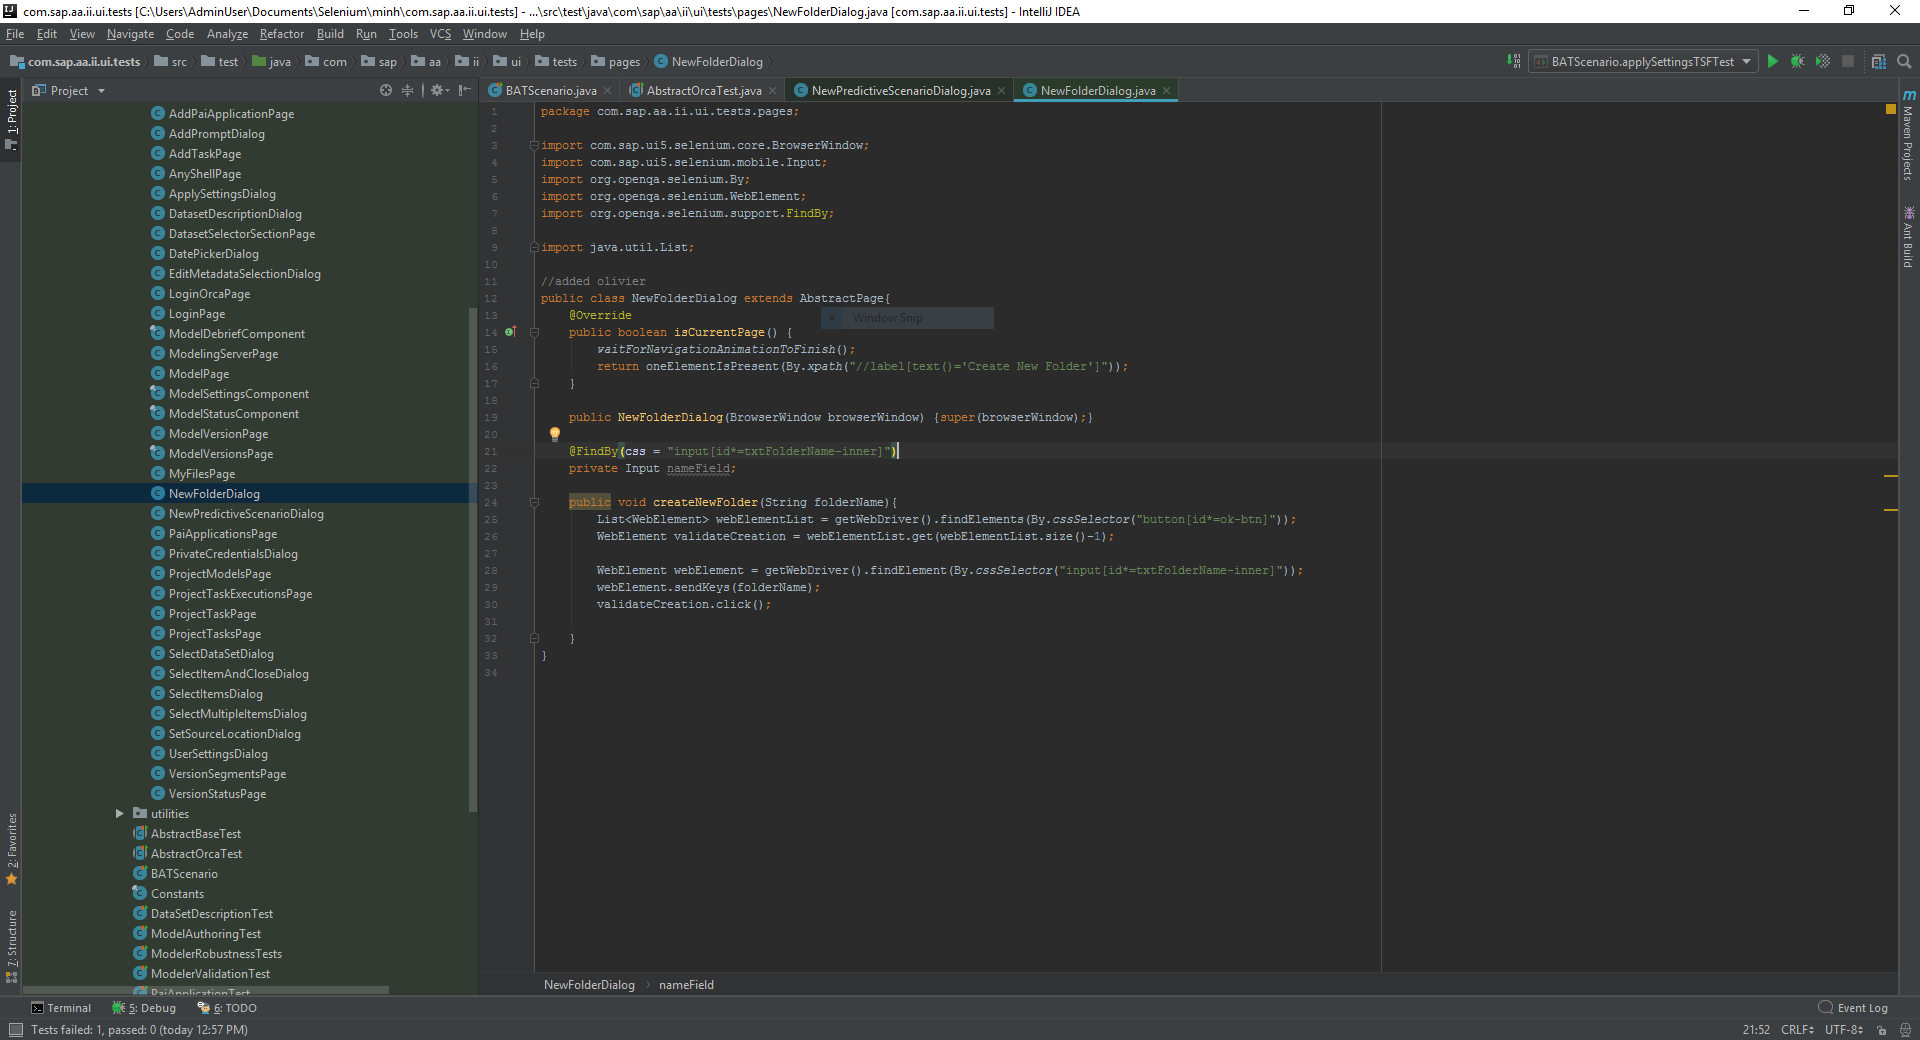 com.sap.aa.ii.ui.tests [C:\Users\AdminUser\Documents\Selenium\minh\com.sap.aa.ii.ui.tests] - ...\src\test\java\com\sap\aa\ii\ui\tests\pages\NewFolderDialog.java [com.sap.aa.ii.ui.tests] - IntelliJ IDEA
File Edit View Navigate Code Analyze Refactor Build Run Tools VCS Window Help
com.sap.aa.ii.ui.tests src test java com sap aa ii ui tests pages NewFolderDialog
BATScenario.applySettingsTSFTest
Project
BATScenario.java AbstractOrcaTest.java NewPredictiveScenarioDialog.java NewFolderDialog.java
1: Project
2: Favorites
7: Structure
AddPaiApplicationPage
AddPromptDialog
AddTaskPage
AnyShellPage
ApplySettingsDialog
DatasetDescriptionDialog
DatasetSelectorSectionPage
DatePickerDialog
EditMetadataSelectionDialog
LoginOrcaPage
LoginPage
ModelDebriefComponent
ModelingServerPage
ModelPage
ModelSettingsComponent
ModelStatusComponent
ModelVersionPage
ModelVersionsPage
MyFilesPage
NewFolderDialog
NewPredictiveScenarioDialog
PaiApplicationsPage
PrivateCredentialsDialog
ProjectModelsPage
ProjectTaskExecutionsPage
ProjectTaskPage
ProjectTasksPage
SelectDataSetDialog
SelectItemAndCloseDialog
SelectItemsDialog
SelectMultipleItemsDialog
SetSourceLocationDialog
UserSettingsDialog
VersionSegmentsPage
VersionStatusPage
utilities
AbstractBaseTest
AbstractOrcaTest
BATScenario
Constants
DataSetDescriptionTest
ModelAuthoringTest
ModelerRobustnessTests
ModelerValidationTest
PaiApplicationTest
1 package com.sap.aa.ii.ui.tests.pages;
2
3 import com.sap.ui5.selenium.core.BrowserWindow;
4 import com.sap.ui5.selenium.mobile.Input;
5 import org.openqa.selenium.By;
6 import org.openqa.selenium.WebElement;
7 import org.openqa.selenium.support.FindBy;
8
9 import java.util.List;
10
11 //added olivier
12 public class NewFolderDialog extends AbstractPage{
13 @Override
Window Snip
14 public boolean isCurrentPage() {
15 waitForNavigationAnimationToFinish();
16 return oneElementIsPresent(By.xpath("//label[text()='Create New Folder']"));
17 }
18
19 public NewFolderDialog(BrowserWindow browserWindow) {super(browserWindow);}
20
21 @FindBy(css = "input[id*=txtFolderName-inner]")
22 private Input nameField;
23
24 public void createNewFolder(String folderName){
25 List<WebElement> webElementList = getWebDriver().findElements(By.cssSelector("button[id*=ok-btn]"));
26 WebElement validateCreation = webElementList.get(webElementList.size()-1);
27
28 WebElement webElement = getWebDriver().findElement(By.cssSelector("input[id*=txtFolderName-inner]"));
29 webElement.sendKeys(folderName);
30 validateCreation.click();
31
32 }
33 }
34
Maven Projects
Ant Build
NewFolderDialog nameField
Terminal 5: Debug 6: TODO Event Log
Tests failed: 1, passed: 0 (today 12:57 PM) 21:52 CRLF UTF-8